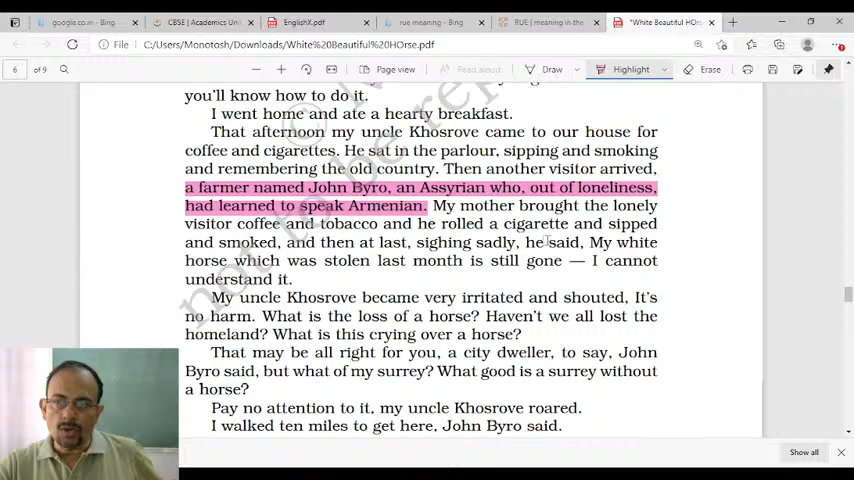 google.co.in - Bing
CBSE | Academics Uni
EnglishX.pdf
rue meaning - Bing
RUE | meaning in the
"White Beautiful HOrs
File | C:/Users/Monotosh/Downloads/White%20Beautiful%20HOrse.pdf
6 of 9
Page view
Read aloud
Draw
Highlight
Erase
you'll know how to do it.
I went home and ate a hearty breakfast.
That afternoon my uncle Khosrove came to our house for
coffee and cigarettes. He sat in the parlour, sipping and smoking
and remembering the old country. Then another visitor arrived,
a farmer named John Byro, an Assyrian who, out of loneliness,
had learned to speak Armenian. My mother brought the lonely
visitor coffee and tobacco and he rolled a cigarette and sipped
and smoked, and then at last, sighing sadly, he said, My white
horse which was stolen last month is still gone — I cannot
understand it.
My uncle Khosrove became very irritated and shouted, It's
no harm. What is the loss of a horse? Haven't we all lost the
homeland? What is this crying over a horse?
That may be all right for you, a city dweller, to say, John
Byro said, but what of my surrey? What good is a surrey without
a horse?
Pay no attention to it, my uncle Khosrove roared.
I walked ten miles to get here, John Byro said.
not to be rep
Show all